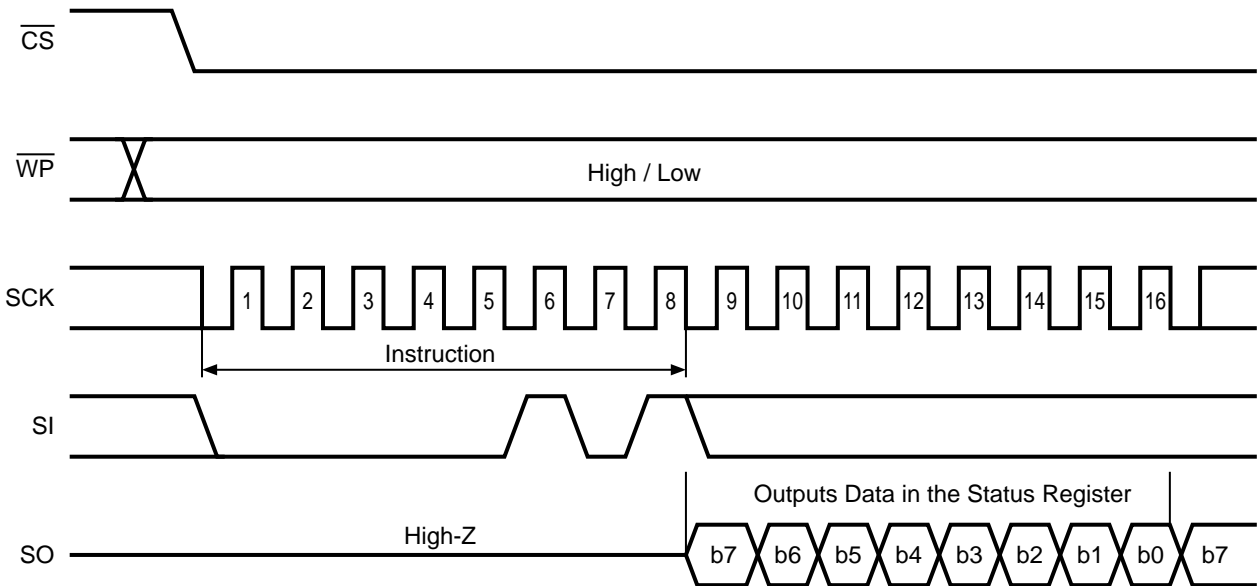 CS
WP
High / Low
SCK
1 2 3 4 5 6 7 8 9 10 11 12 13 14 15 16
Instruction
SI
Outputs Data in the Status Register
High-Z
SO
b7 b6 b5 b4 b3 b2 b1 b0 b7